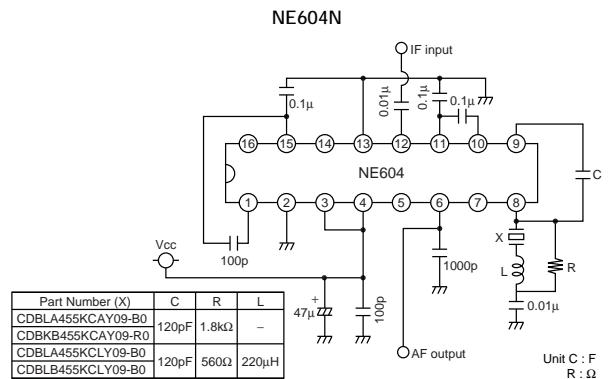 NE604N
IF input
0.1μ
0.01μ
0.1μ
0.1μ
16 15 14 13 12 11 10 9
C
NE604
1 2 3 4 5 6 7 8
X
Vcc
100p
1000p
L
R
+
47μ
100p
0.01μ
AF output
Part Number (X) C R L
CDBLA455KCAY09-B0 120pF 1.8kΩ –
CDBKB455KCAY09-R0
CDBLA455KCLY09-B0 120pF 560Ω 220μH
CDBLB455KCLY09-B0
Unit C : F
R : Ω